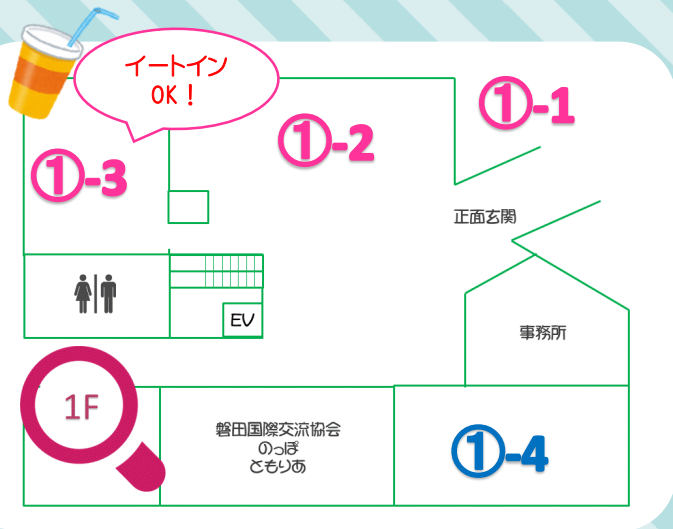 イートイン
OK！
①-1
①-2
①-3
正面玄関
EV
事務所
1F
磐田国際交流協会
のっぽ
ともりあ
①-4